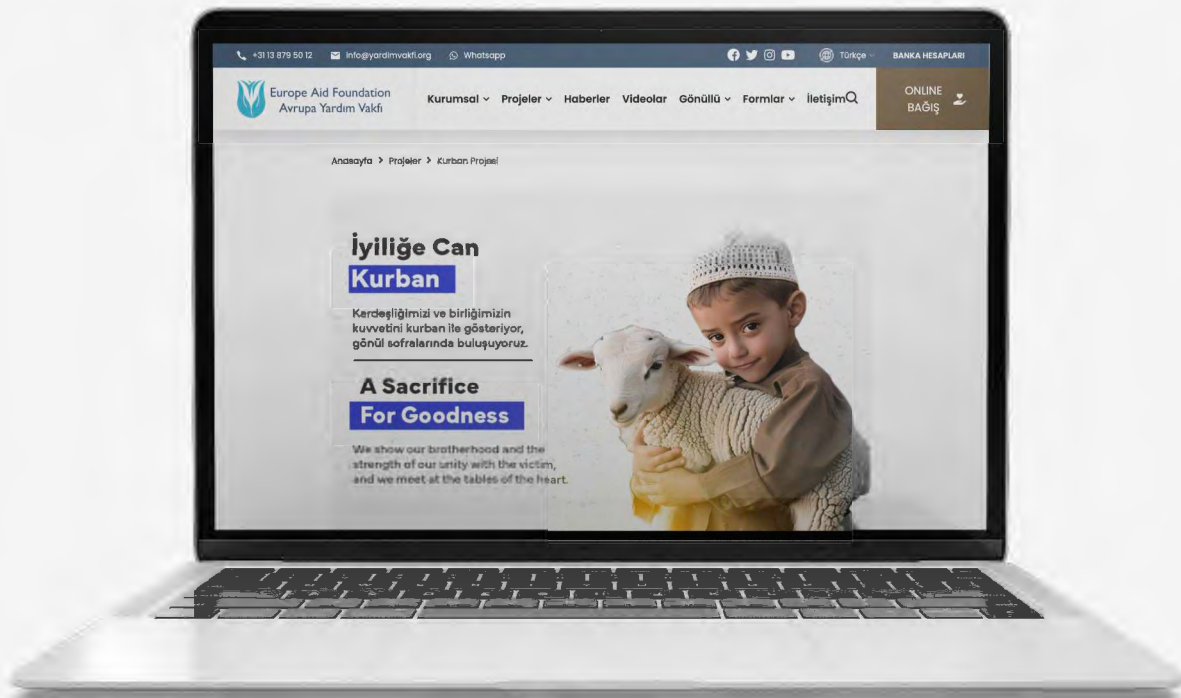 +31 13 879 50 12 info@yardimvakfi.org Whatsapp Türkçe BANKA HESAPLARI
Europe Aid Foundation
Avrupa Yardım Vakfı
Kurumsal Projeler Haberler Videolar Gönüllü Formlar İletişim
ONLINE
BAĞIŞ
Anasayfa > Projeler > Kurban Projesi
İyiliğe Can
Kurban
Kardeşliğimizi ve birliğimizin
kuvvetini kurban ile gösteriyor,
gönül sofralarında buluşuyoruz.
A Sacrifice
For Goodness
We show our brotherhood and the
strength of our unity with the victim,
and we meet at the tables of the heart.